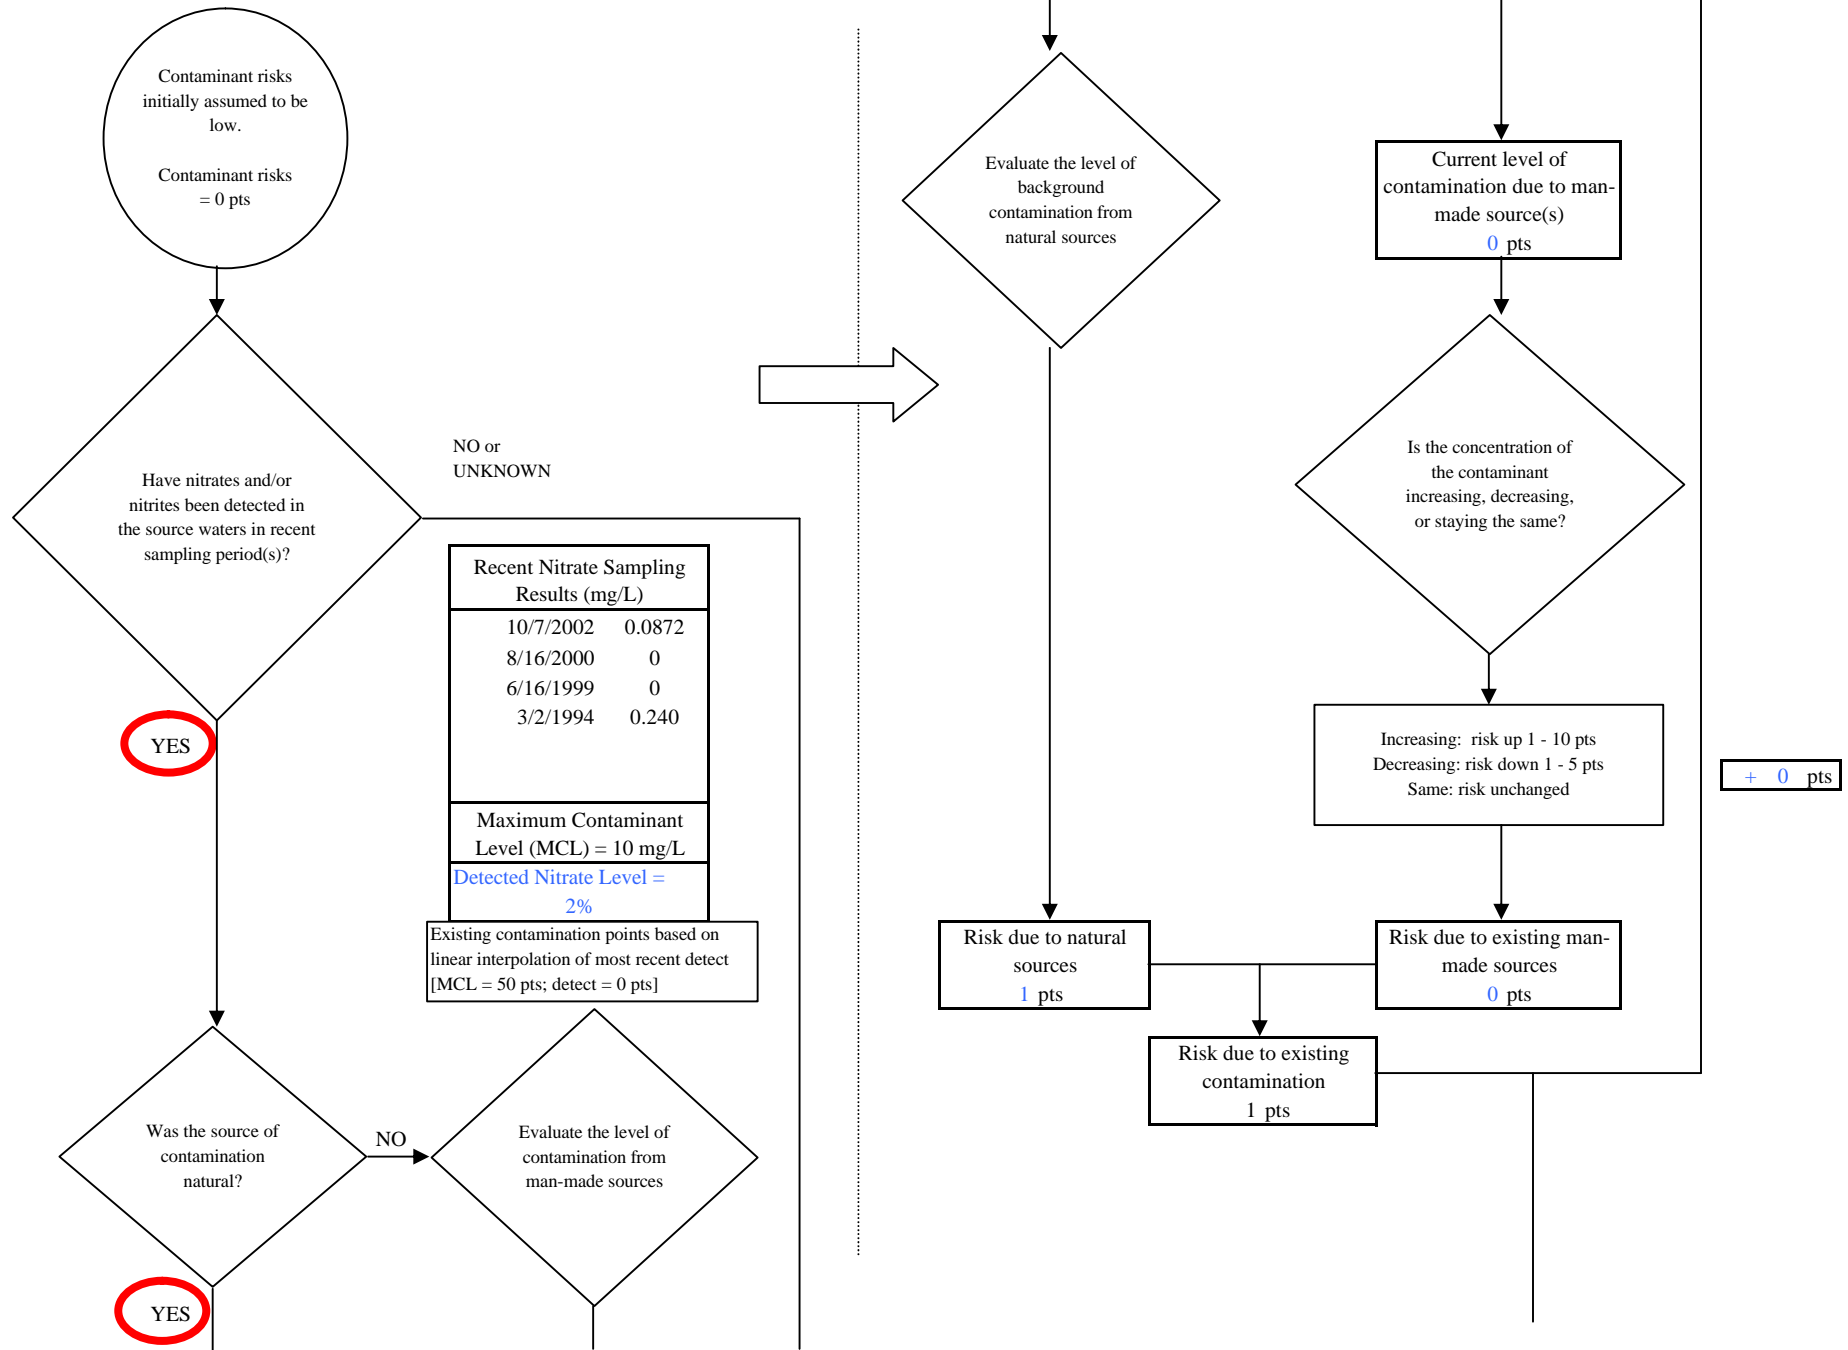 Contaminant risks
initially assumed to be
low.
Contaminant risks
= 0 pts
Have nitrates and/or
nitrites been detected in
the source waters in recent
sampling period(s)?
NO or
UNKNOWN
YES
Recent Nitrate Sampling
Results (mg/L)
10/7/2002 0.0872
8/16/2000 0
6/16/1999 0
3/2/1994 0.240
Maximum Contaminant
Level (MCL) = 10 mg/L
Detected Nitrate Level =
2%
Existing contamination points based on
linear interpolation of most recent detect
[MCL = 50 pts; detect = 0 pts]
Was the source of
contamination
natural?
NO
Evaluate the level of
contamination from
man-made sources
YES
Evaluate the level of
background
contamination from
natural sources
Current level of
contamination due to man-
made source(s)
0 pts
Is the concentration of
the contaminant
increasing, decreasing,
or staying the same?
Increasing: risk up 1 - 10 pts
Decreasing: risk down 1 - 5 pts
Same: risk unchanged
+ 0 pts
Risk due to natural
sources
1 pts
Risk due to existing man-
made sources
0 pts
Risk due to existing
contamination
1 pts